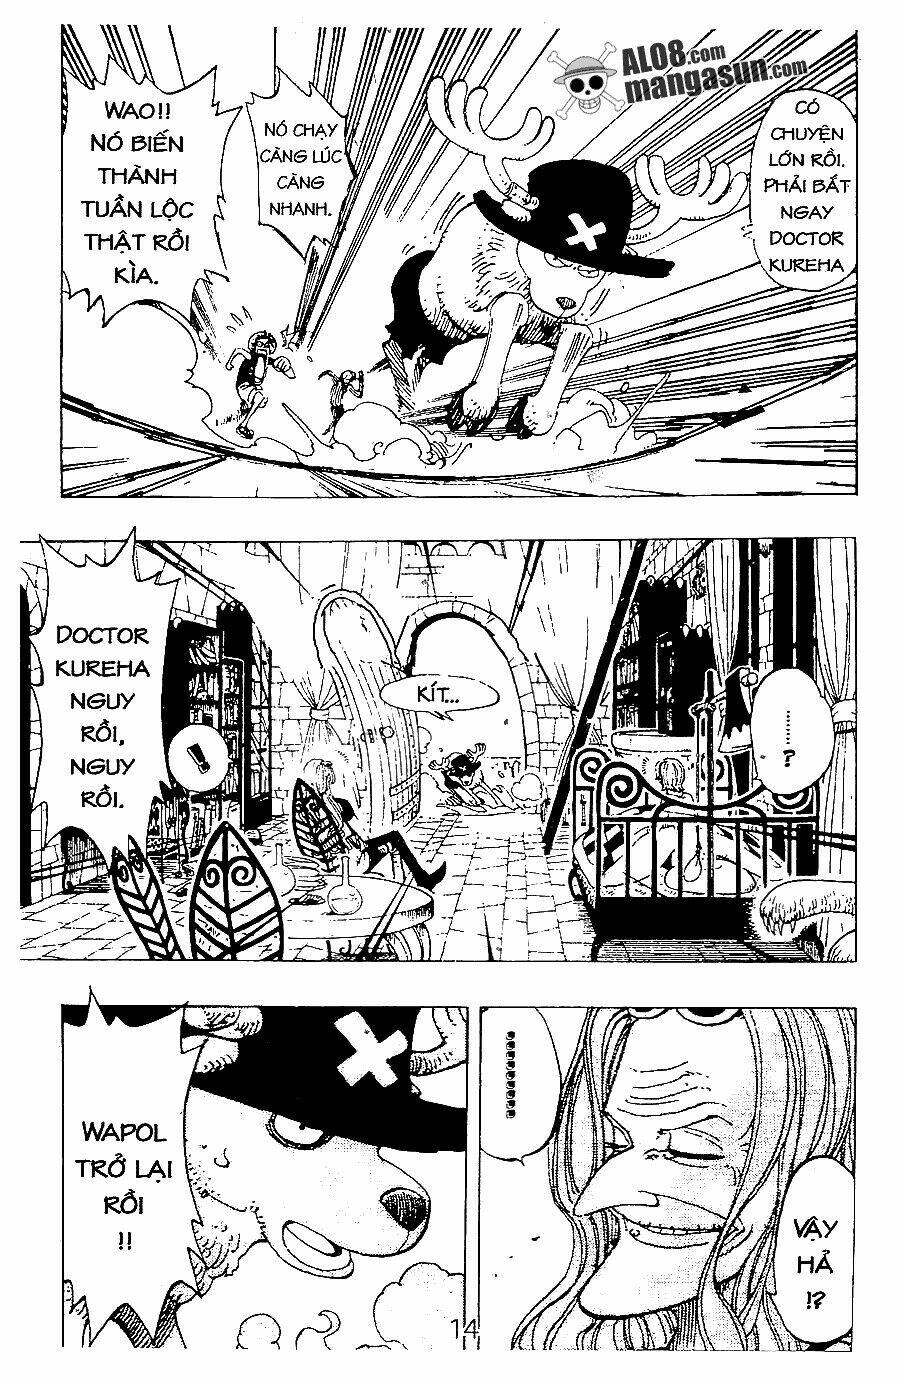 AL08.com
mangasun.com
CÓ
CHUYỆN
LỚN RỒI.
PHẢI BẮT
NGAY
DOCTOR
KUREHA
NÓ CHẠY
CÀNG LÚC
CÀNG
NHANH.
WAO!!
NÓ BIẾN
THÀNH
TUẦN LỘC
THẬT RỒI
KÌA.
.......
?
KÍT...
!
DOCTOR
KUREHA
NGUY
RỒI,
NGUY
RỒI.
.........
VẬY
HẢ
!?
WAPOL
TRỞ LẠI
RỒI
!!
14